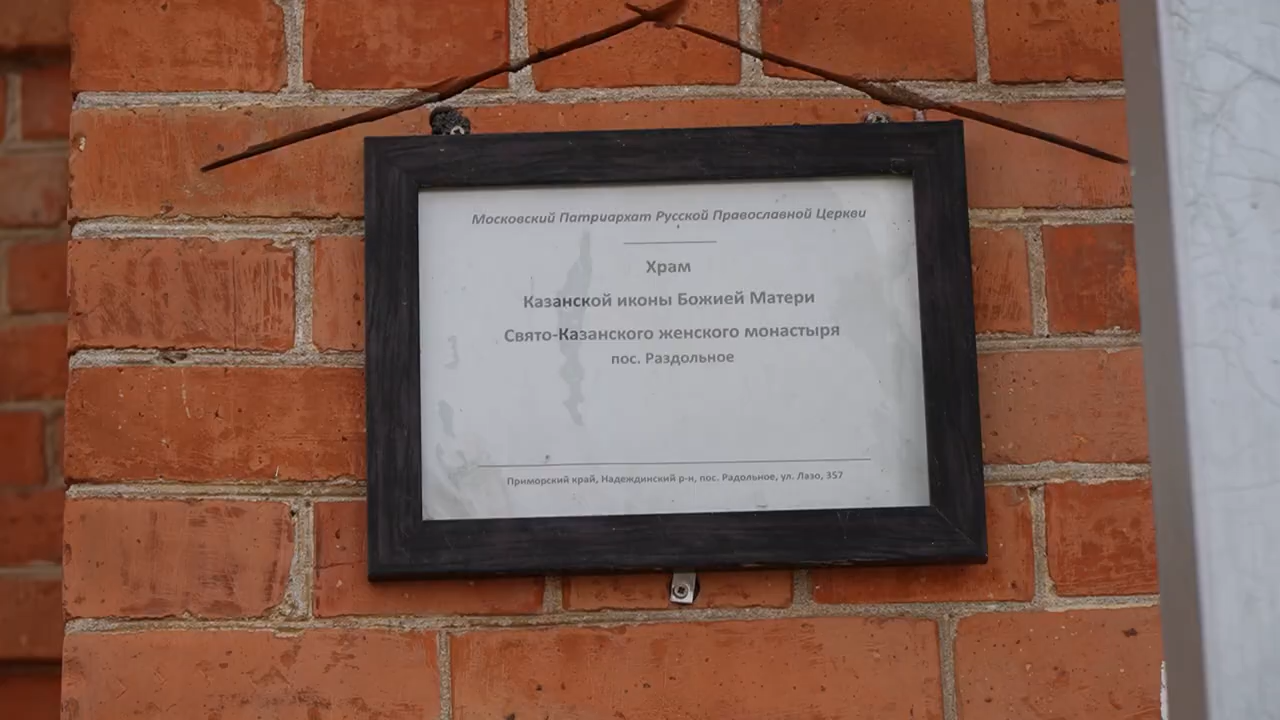 Московский Патриархат Русской Православной Церкви
Храм
Казанской иконы Божией Матери
Свято-Казанского женского монастыря
пос. Раздольное
Приморский край, Надеждинский р-н, пос. Радольное, ул. Лазо, 357